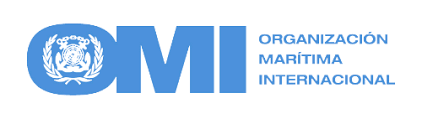 OMI
ORGANIZACIÓN
MARÍTIMA
INTERNACIONAL